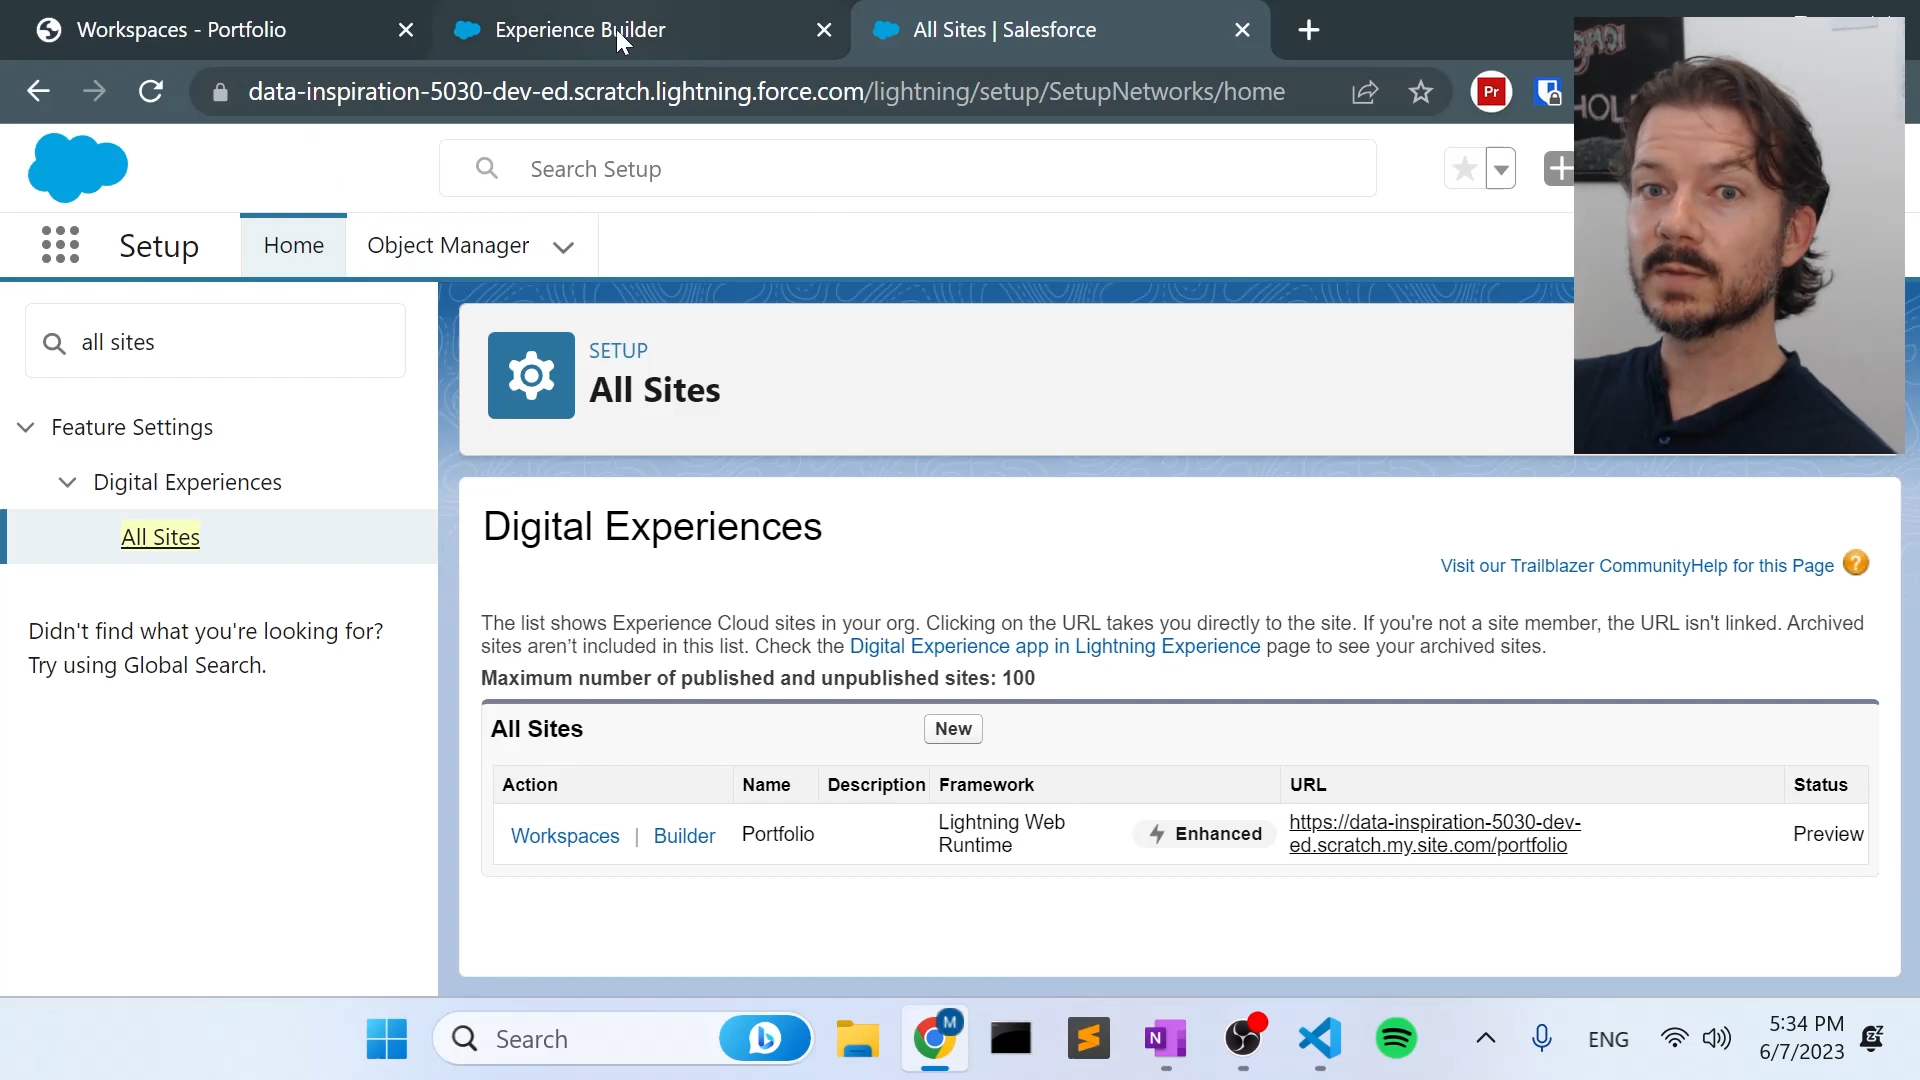 Workspaces - Portfolio
Experience Builder
All Sites | Salesforce
data-inspiration-5030-dev-ed.scratch.lightning.force.com/lightning/setup/SetupNetworks/home
Pr
Search Setup
Setup
Home
Object Manager
all sites
SETUP
All Sites
Feature Settings
Digital Experiences
All Sites
Didn't find what you're looking for?
Try using Global Search.
Digital Experiences
Visit our Trailblazer Community
Help for this Page ?
The list shows Experience Cloud sites in your org. Clicking on the URL takes you directly to the site. If you're not a site member, the URL isn't linked. Archived
sites aren’t included in this list. Check the Digital Experience app in Lightning Experience page to see your archived sites.
Maximum number of published and unpublished sites: 100
All Sites
New
Action Name Description Framework URL Status
Workspaces | Builder Portfolio
Lightning Web
Runtime
Enhanced
https://data-inspiration-5030-dev-
ed.scratch.my.site.com/portfolio
Preview
Search
M
N
ENG
5:34 PM
6/7/2023